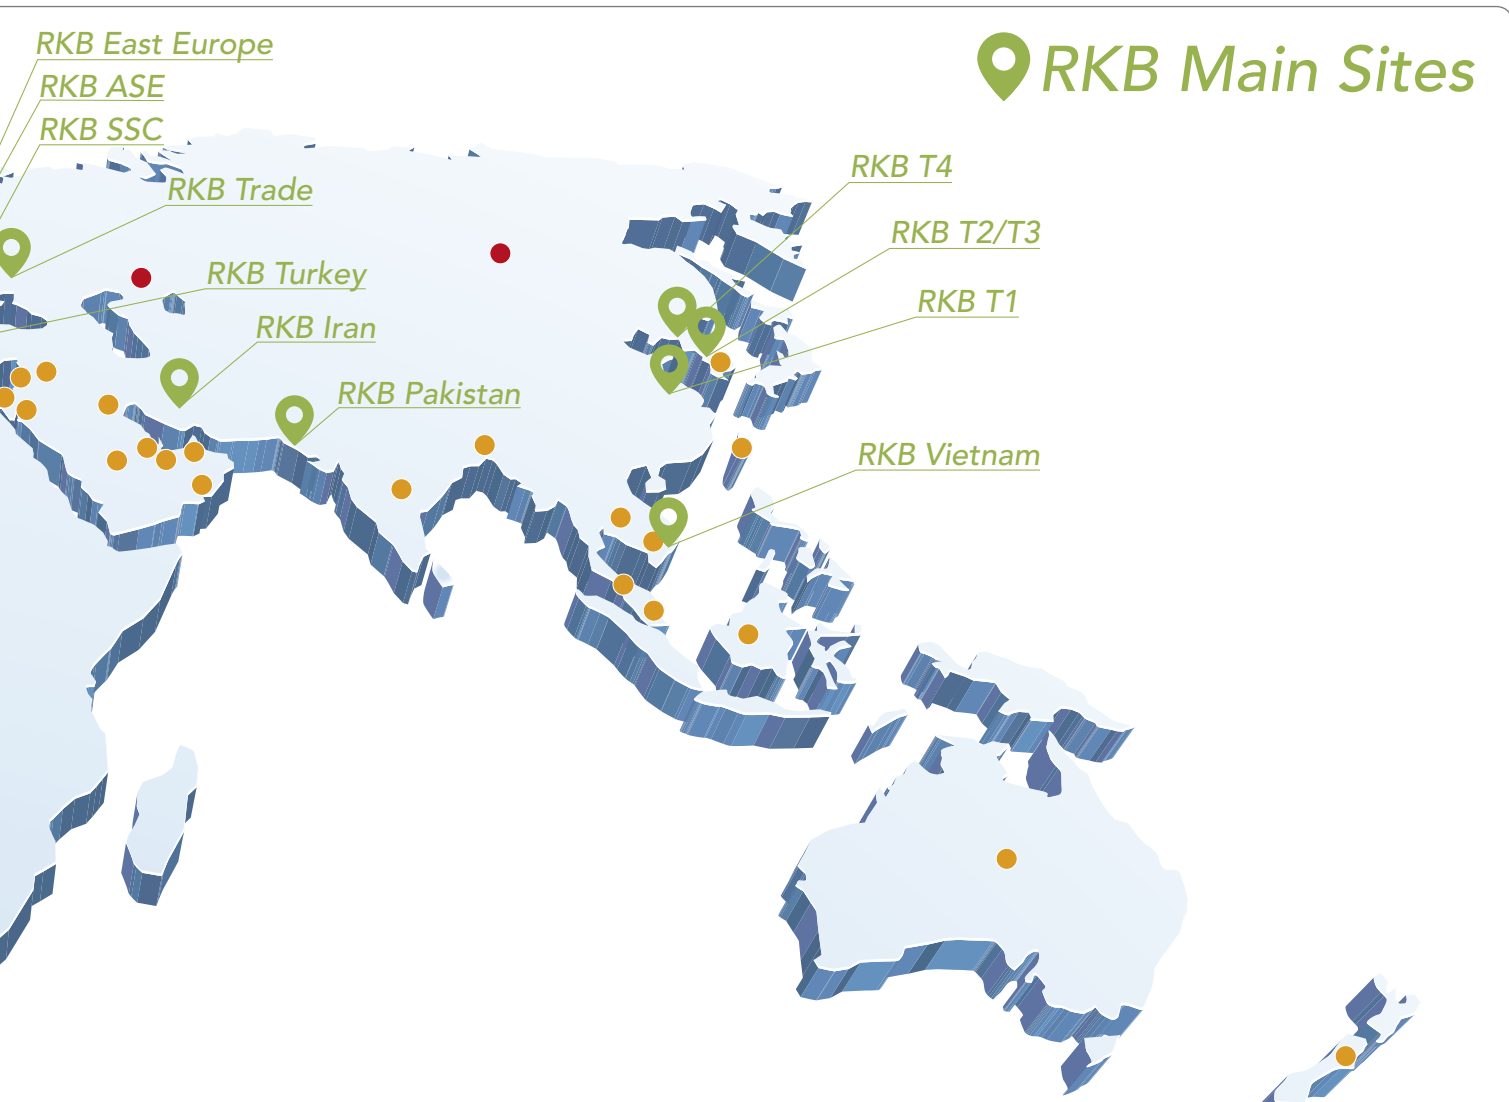 RKB East Europe
RKB Main Sites
RKB ASE
RKB SSC
RKB T4
RKB Trade
RKB T2/T3
RKB Turkey
RKB T1
RKB Iran
RKB Pakistan
RKB Vietnam